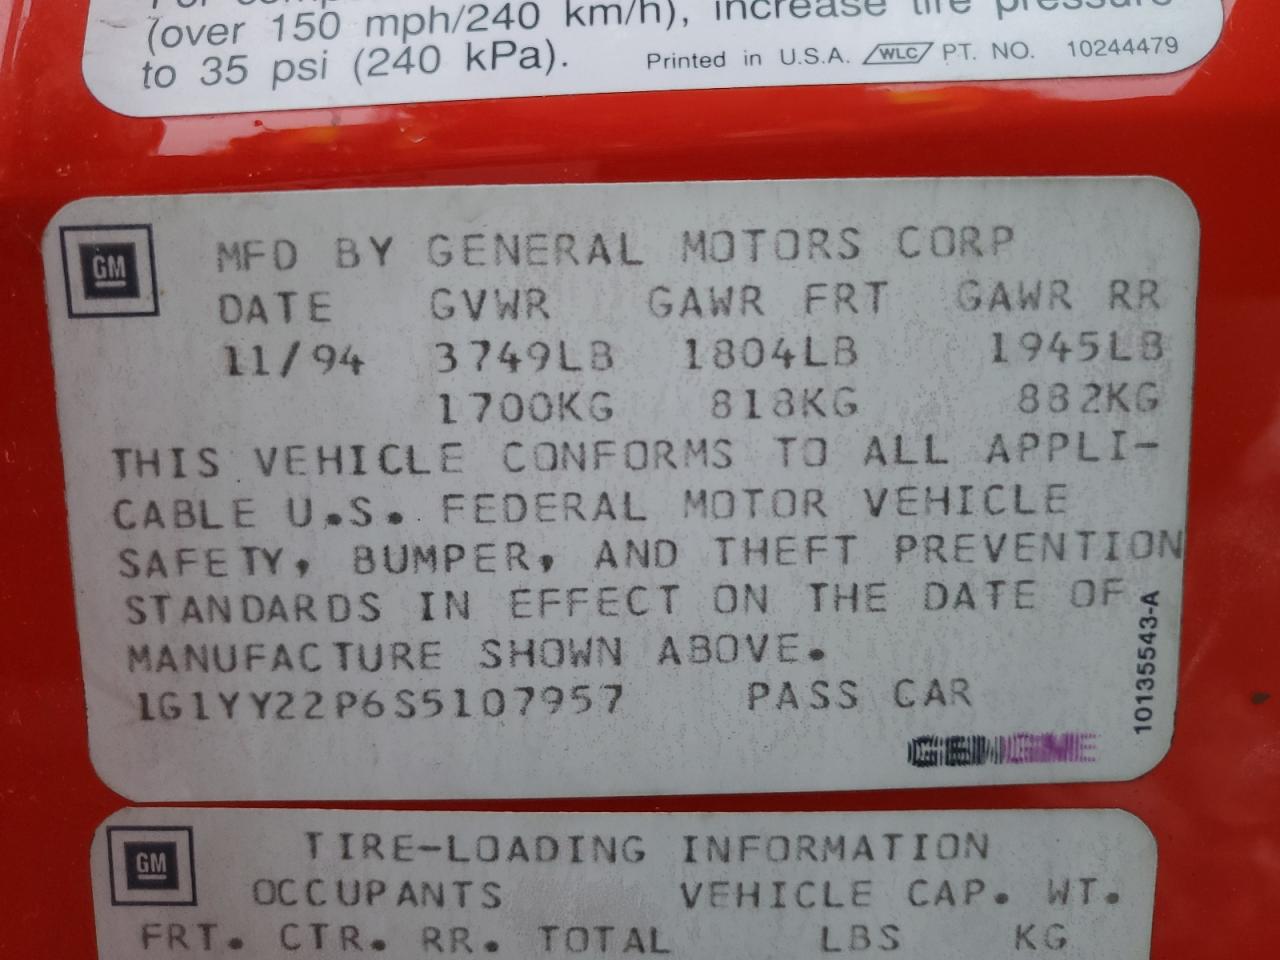 (over 150 mph/240 km/h), increase tire pressure
to 35 psi (240 kPa).
Printed in U.S.A. WLC PT. NO. 10244479
GM
MFD BY GENERAL MOTORS CORP
DATE GVWR GAWR FRT GAWR RR
11/94 3749LB 1804LB 1945LB
1700KG 818KG 882KG
THIS VEHICLE CONFORMS TO ALL APPLI-
CABLE U.S. FEDERAL MOTOR VEHICLE
SAFETY, BUMPER, AND THEFT PREVENTION
STANDARDS IN EFFECT ON THE DATE OF
MANUFACTURE SHOWN ABOVE.
1G1YY22P6S5107957 PASS CAR
10135543-A
GM
TIRE-LOADING INFORMATION
OCCUPANTS VEHICLE CAP. WT.
FRT. CTR. RR. TOTAL LBS KG